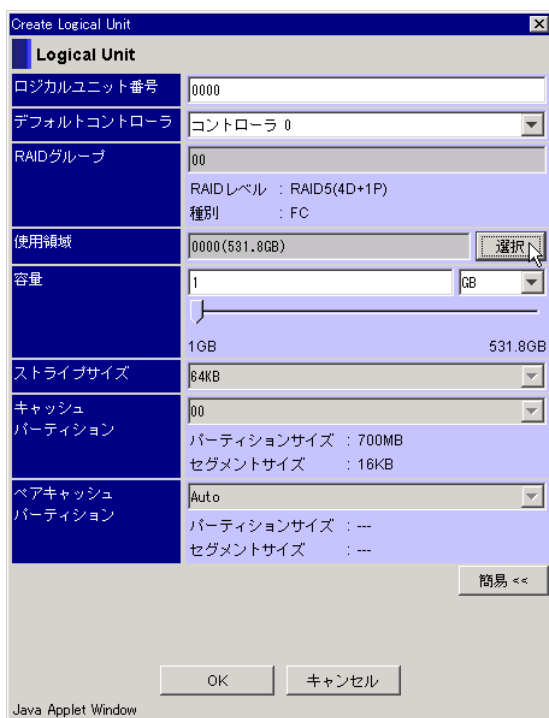 Create Logical Unit
Logical Unit
ロジカルユニット番号 0000
デフォルトコントローラ コントローラ 0
RAIDグループ 00
RAIDレベル : RAID5(4D+1P)
種別 : FC
使用領域 0000(531.8GB) 選択
容量 1 GB
1GB 531.8GB
ストライプサイズ 64KB
キャッシュ 00
パーティション
パーティションサイズ : 700MB
セグメントサイズ : 16KB
ペアキャッシュ Auto
パーティション
パーティションサイズ : ---
セグメントサイズ : ---
簡易 <<
OK キャンセル
Java Applet Window